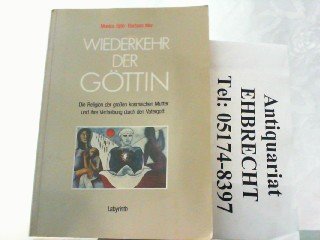 Monica Sjöö · Barbara Mor
WIEDERKEHR
DER
GÖTTIN
Die Religion der großen kosmischen Mutter
und ihre Vertreibung durch den Vatergott
Labyrinth
Antiquariat
EHBRECHT
Tel: 05174-8397